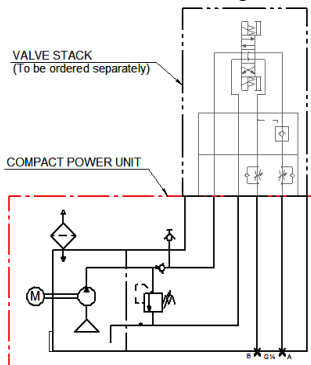 VALVE STACK
(To be ordered separately)
COMPACT POWER UNIT
M
B G¼ A